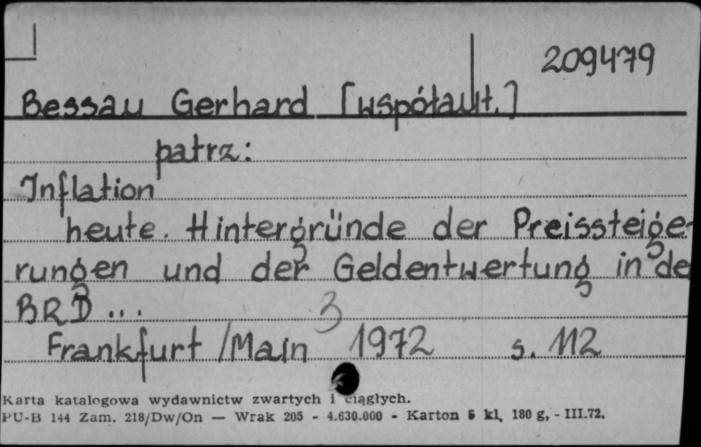 209479
Bessau Gerhard [współaut.]
patrz:
Inflation
heute. Hintergründe der Preissteige-
rungen und der Geldentwertung in de
BRD ...
3
Frankfurt/Main 1972 s. 112
Karta katalogowa wydawnictw zwartych i ciągłych.
PU-B 144 Zam. 218/Dw/On — Wrak 205 - 4.630.000 - Karton 5 kl. 180 g, - III.72.